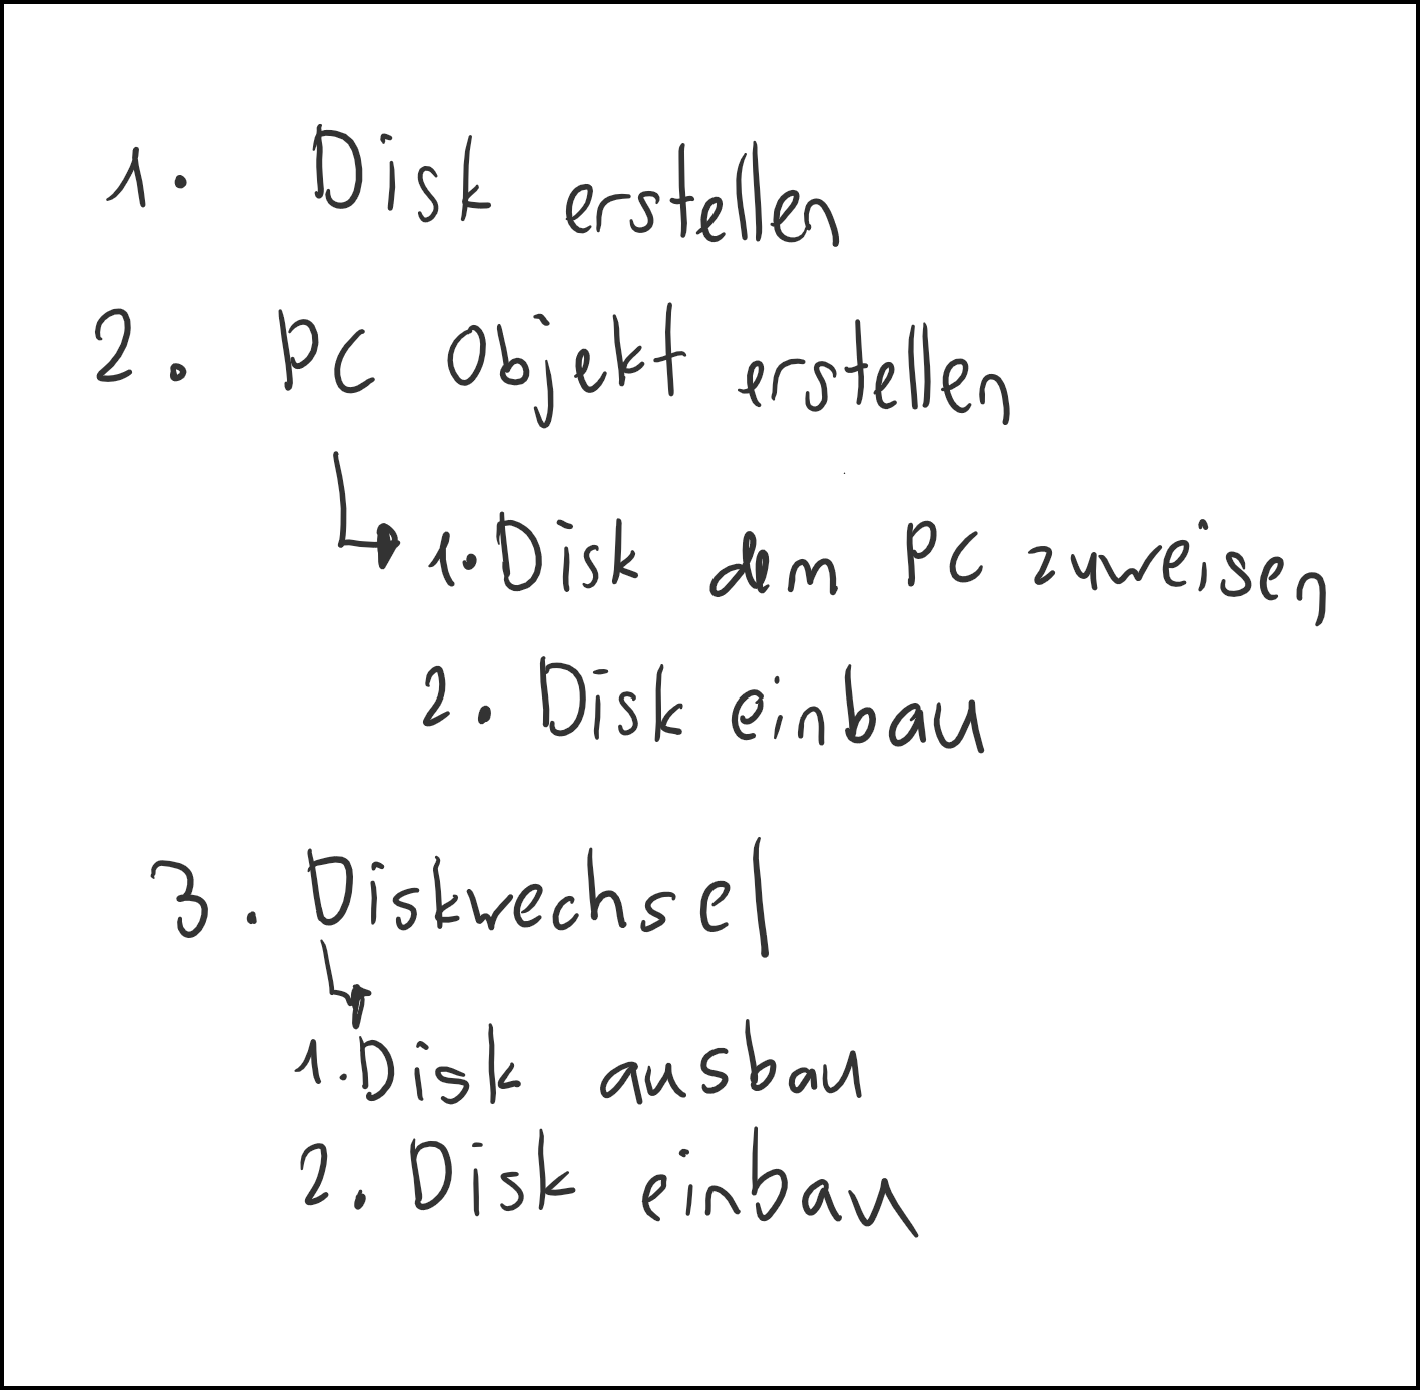 1. Disk erstellen
2. PC Objekt erstellen
1. Disk dem PC zuweisen
2. Disk einbau
3. Diskwechsel
1. Disk ausbau
2. Disk einbau